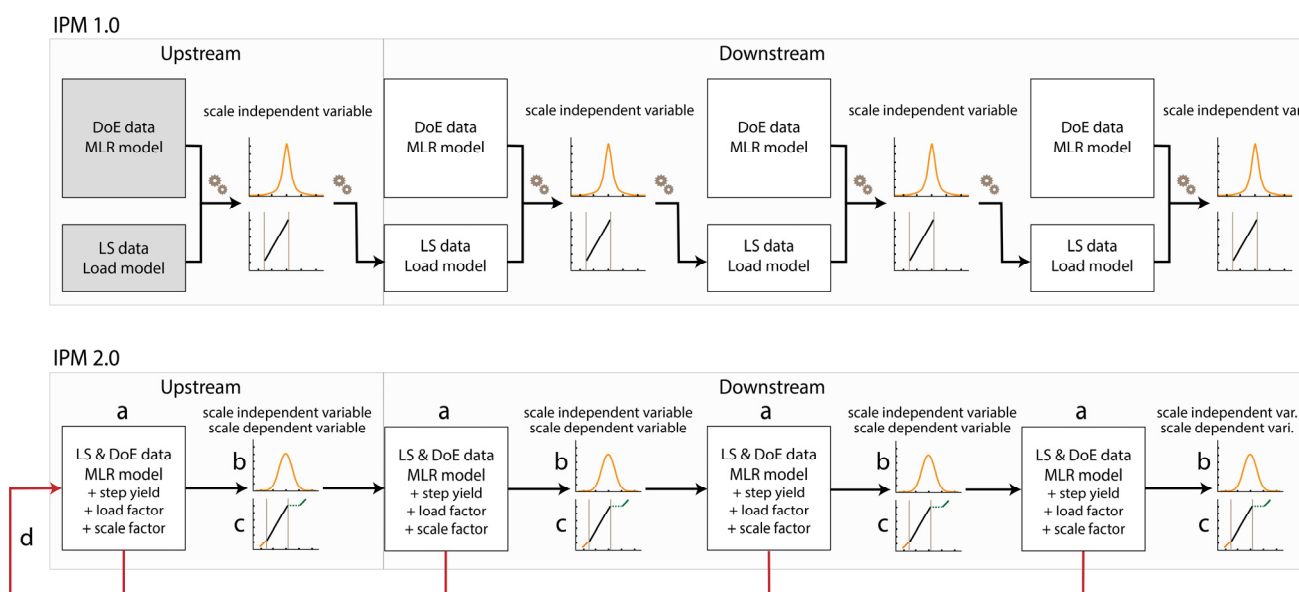 IPM 1.0
Upstream
Downstream
DoE data
MLR model
scale independent variable
LS data
Load model
DoE data
MLR model
scale independent variable
LS data
Load model
DoE data
MLR model
scale independent variable
LS data
Load model
DoE data
MLR model
scale independent var
LS data
Load model
IPM 2.0
Upstream
Downstream
a
LS & DoE data
MLR model
+ step yield
+ load factor
+ scale factor
scale independent variable
scale dependent variable
b
c
a
LS & DoE data
MLR model
+ step yield
+ load factor
+ scale factor
scale independent variable
scale dependent variable
b
c
a
LS & DoE data
MLR model
+ step yield
+ load factor
+ scale factor
scale independent variable
scale dependent variable
b
c
a
LS & DoE data
MLR model
+ step yield
+ load factor
+ scale factor
scale independent var.
scale dependent vari.
b
c
d